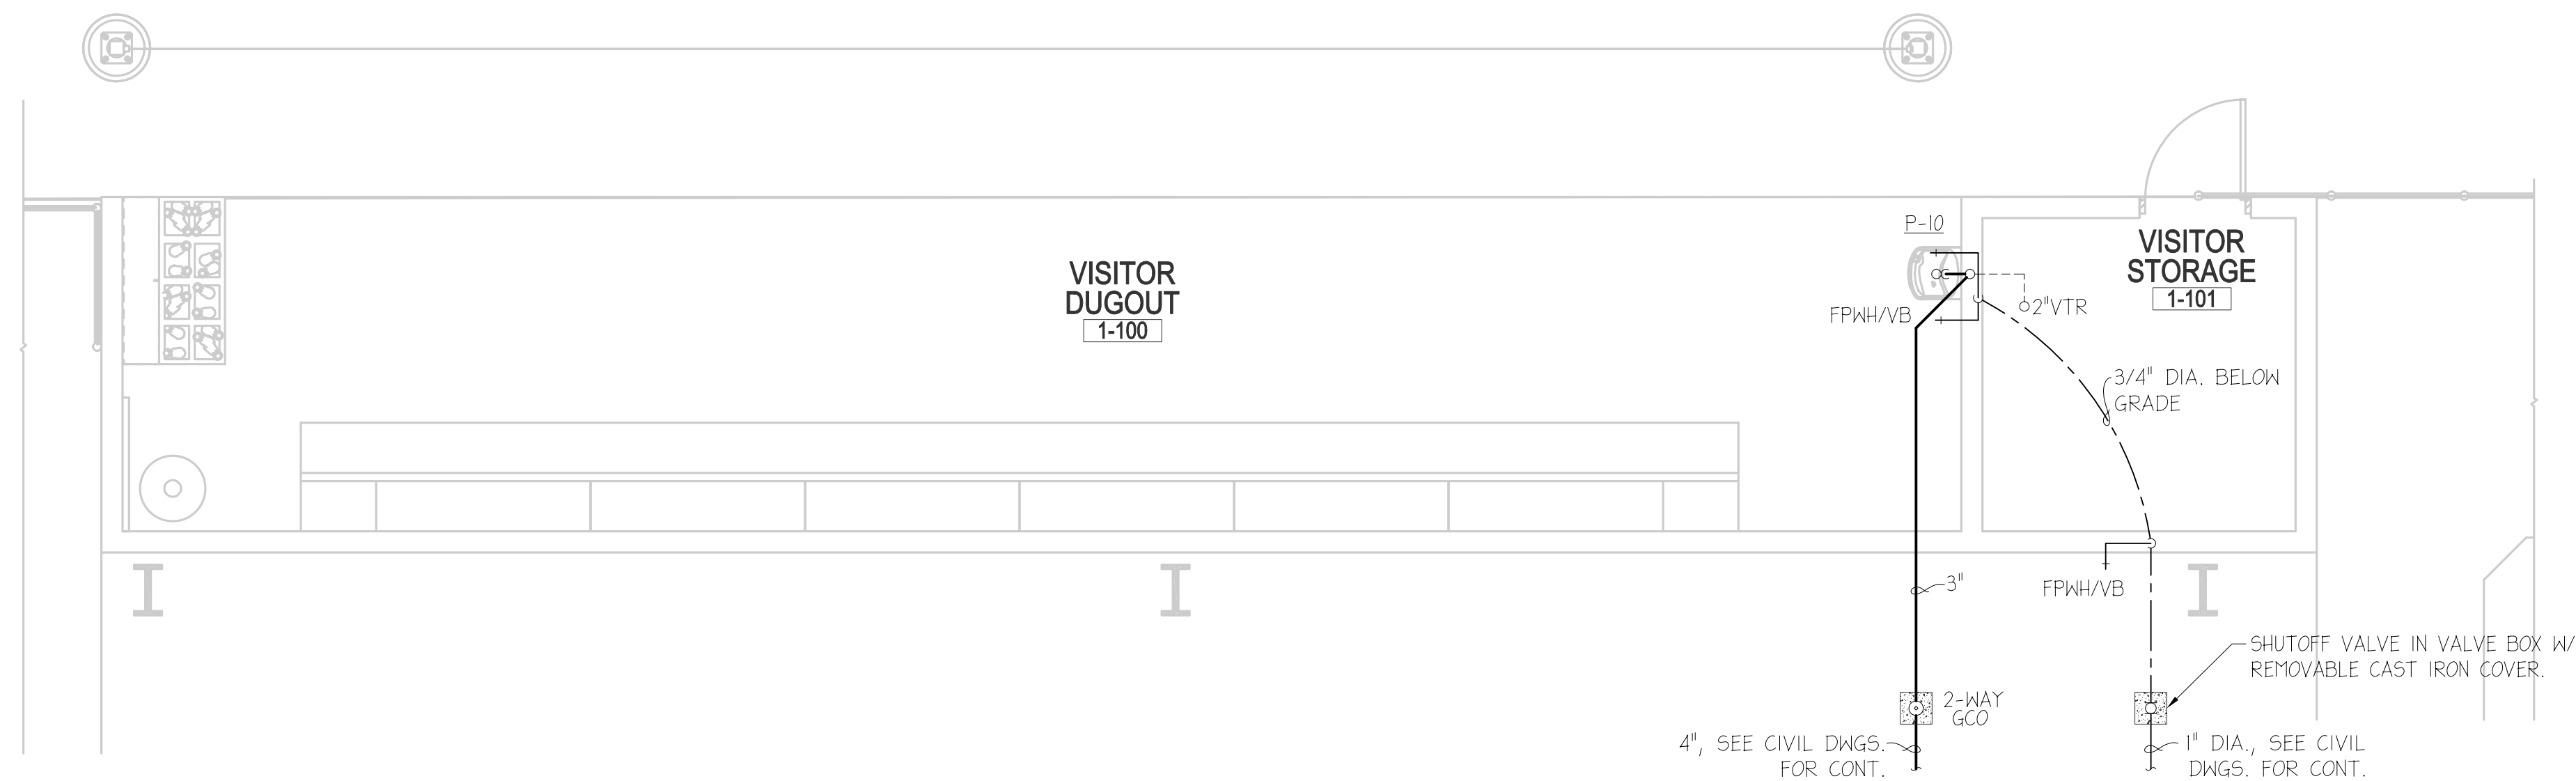 P-10
VISITOR
DUGOUT
1-100
VISITOR
STORAGE
1-101
FPWH/VB
2"VTR
3/4" DIA. BELOW
GRADE
3"
FPWH/VB
SHUTOFF VALVE IN VALVE BOX W/
REMOVABLE CAST IRON COVER.
2-WAY
GCO
4", SEE CIVIL DWGS.
FOR CONT.
1" DIA., SEE CIVIL
DWGS. FOR CONT.